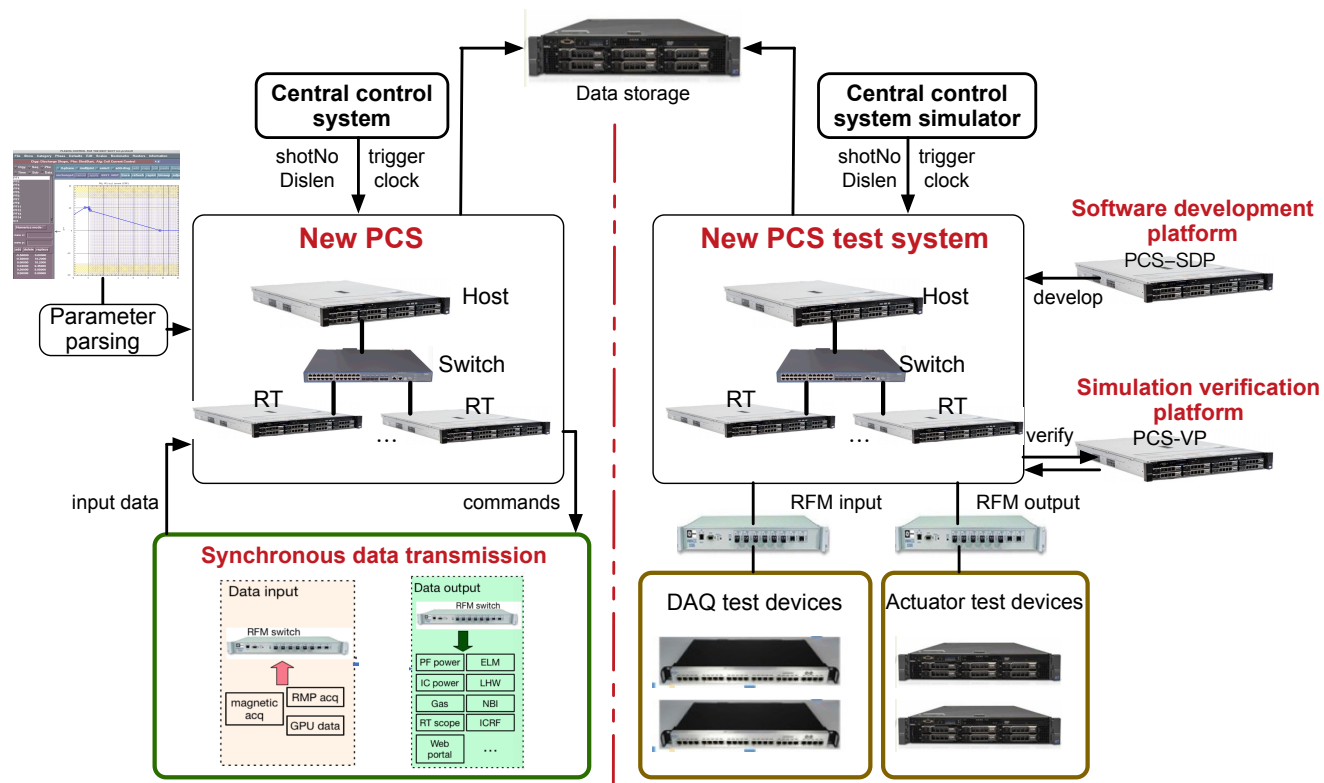 Data storage
Central control
system
shotNo
Dislen
trigger
clock
Central control
system simulator
shotNo
Dislen
trigger
clock
Parameter
parsing
New PCS
Host
Switch
RT
RT
...
input data
commands
New PCS test system
Host
Switch
RT
RT
...
Software development
platform
PCS–SDP
develop
Simulation verification
platform
PCS-VP
verify
RFM input
RFM output
Synchronous data transmission
Data input
RFM switch
magnetic
acq
RMP acq
GPU data
Data output
RFM switch
PF power
ELM
IC power
LHW
Gas
NBI
RT scope
ICRF
Web
portal
...
DAQ test devices
Actuator test devices